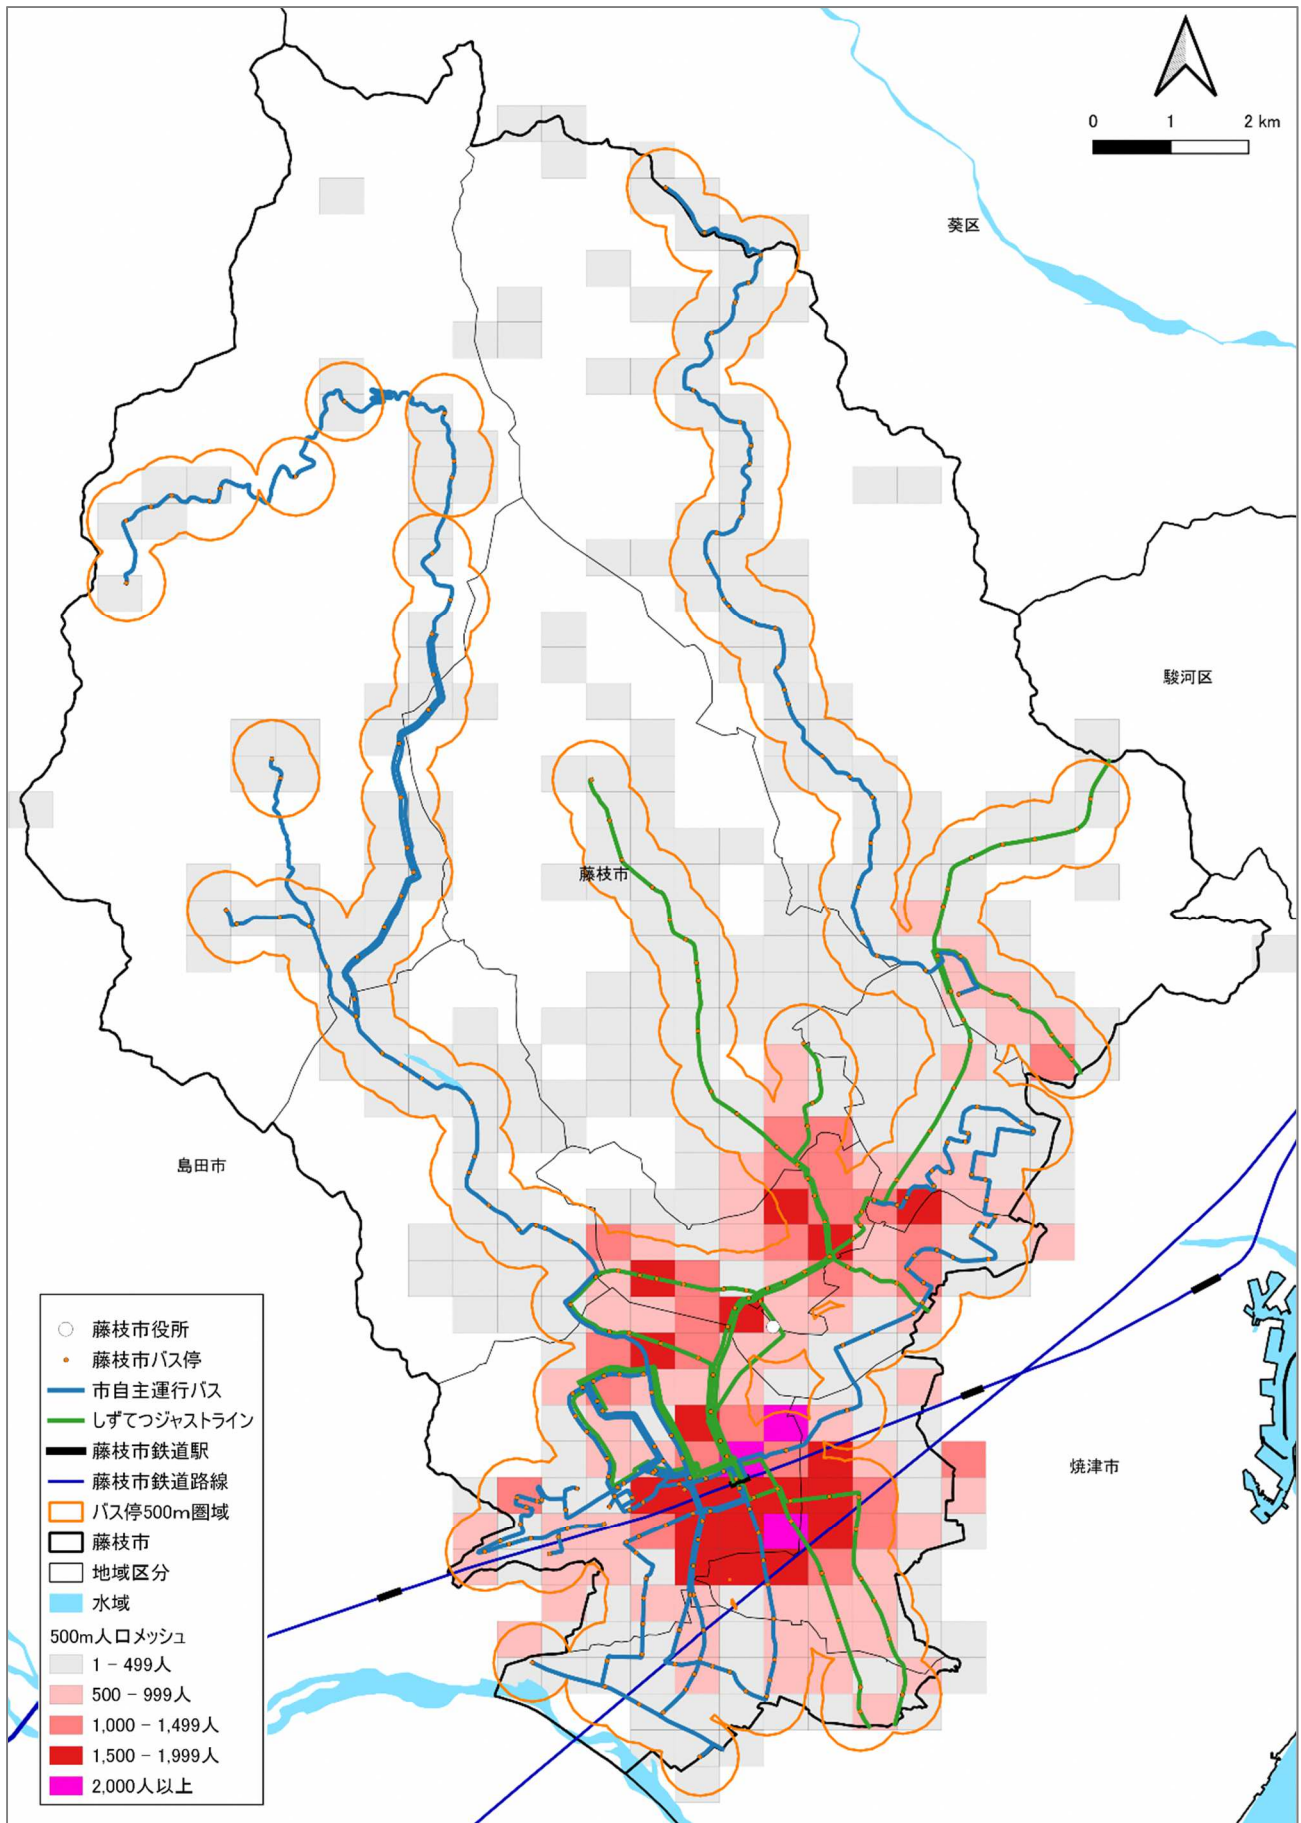 0 1 2 km
葵区
駿河区
藤枝市
島田市
焼津市
藤枝市役所
藤枝市バス停
市自主運行バス
しずてつジャストライン
藤枝市鉄道駅
藤枝市鉄道路線
バス停500m圏域
藤枝市
地域区分
水域
500m人口メッシュ
1 - 499人
500 - 999人
1,000 - 1,499人
1,500 - 1,999人
2,000人以上